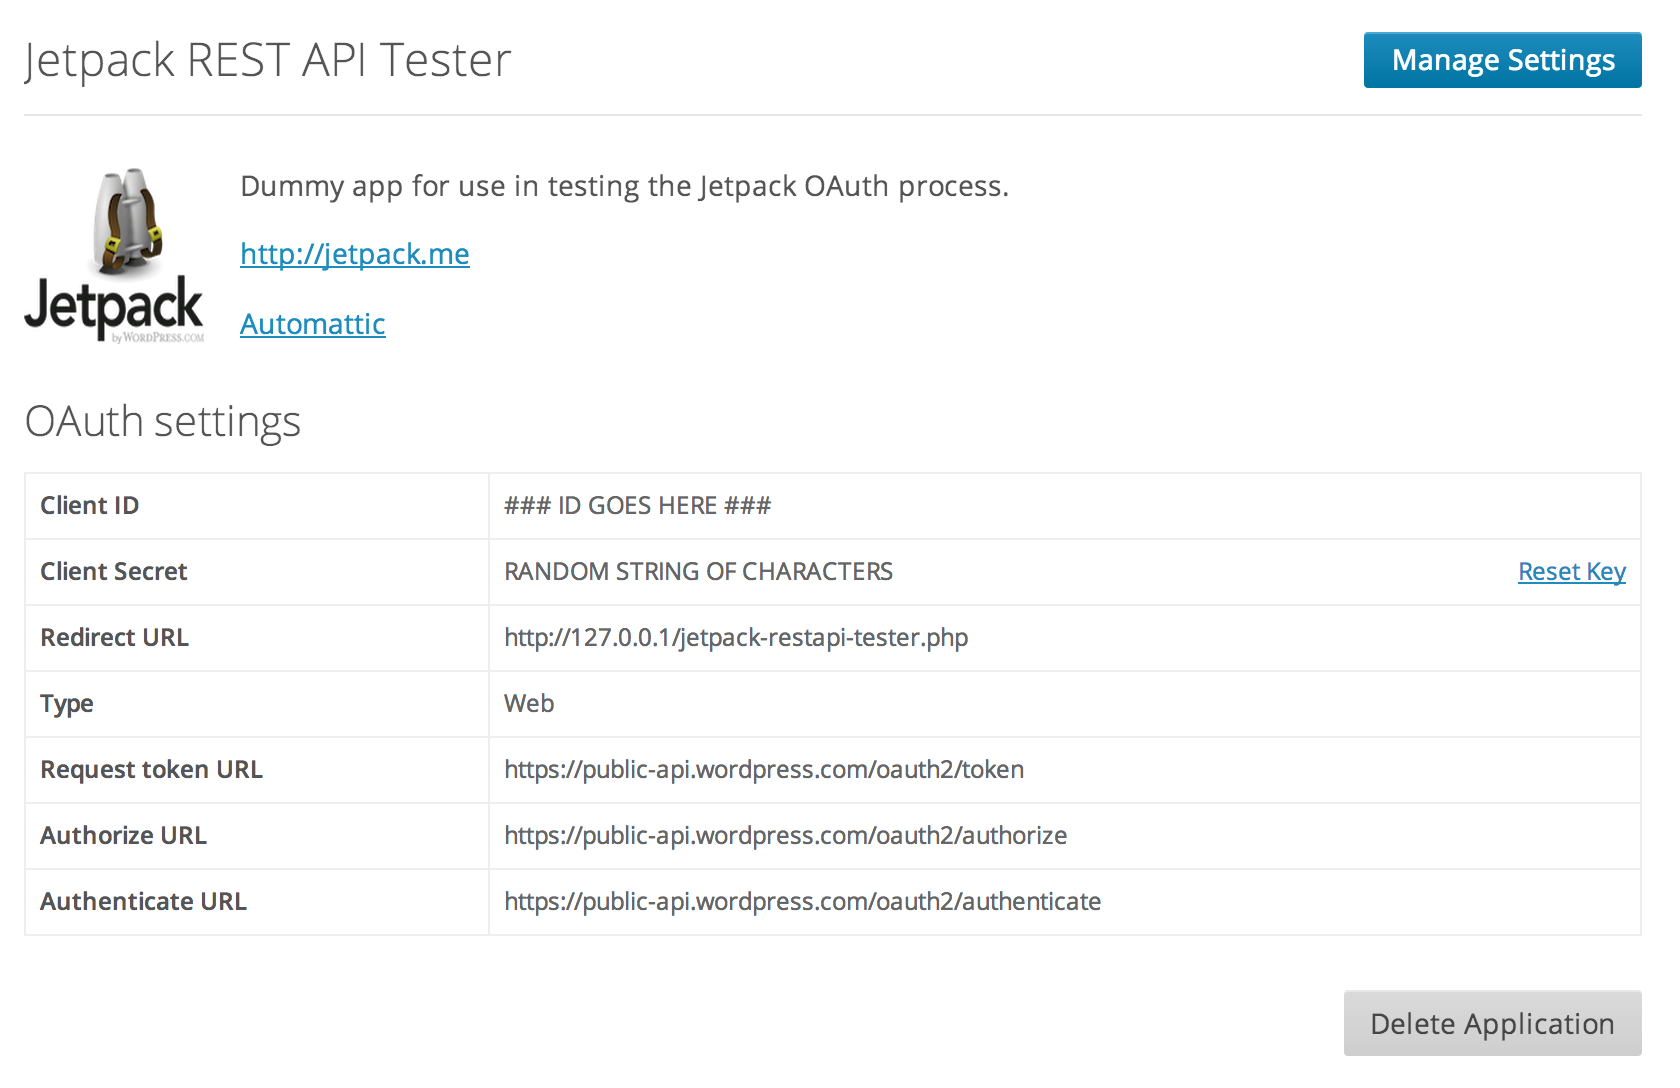 Jetpack REST API Tester
Manage Settings
Dummy app for use in testing the Jetpack OAuth process.
http://jetpack.me
Automattic
Jetpack
by WORDPRESS.COM
OAuth settings
Client ID ### ID GOES HERE ###
Client Secret RANDOM STRING OF CHARACTERS Reset Key
Redirect URL http://127.0.0.1/jetpack-restapi-tester.php
Type Web
Request token URL https://public-api.wordpress.com/oauth2/token
Authorize URL https://public-api.wordpress.com/oauth2/authorize
Authenticate URL https://public-api.wordpress.com/oauth2/authenticate
Delete Application